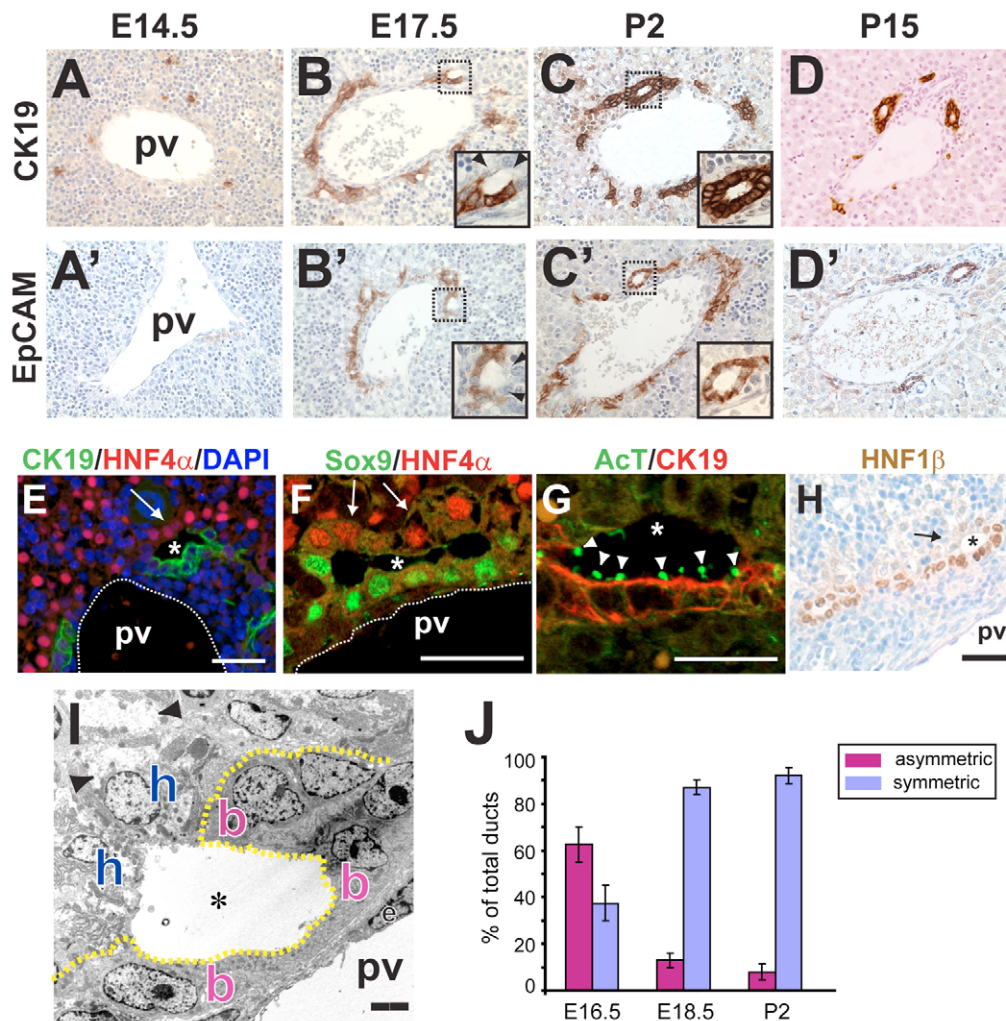 E14.5 E17.5 P2 P15
CK19
A pv B C D
EpCAM
A' pv B' C' D'
CK19/HNF4α/DAPI Sox9/HNF4α AcT/CK19 HNF1β
E * pv F * pv G * H * pv
I h h b b b * e pv
J
asymmetric
symmetric
% of total ducts
100
80
60
40
20
0
E16.5 E18.5 P2